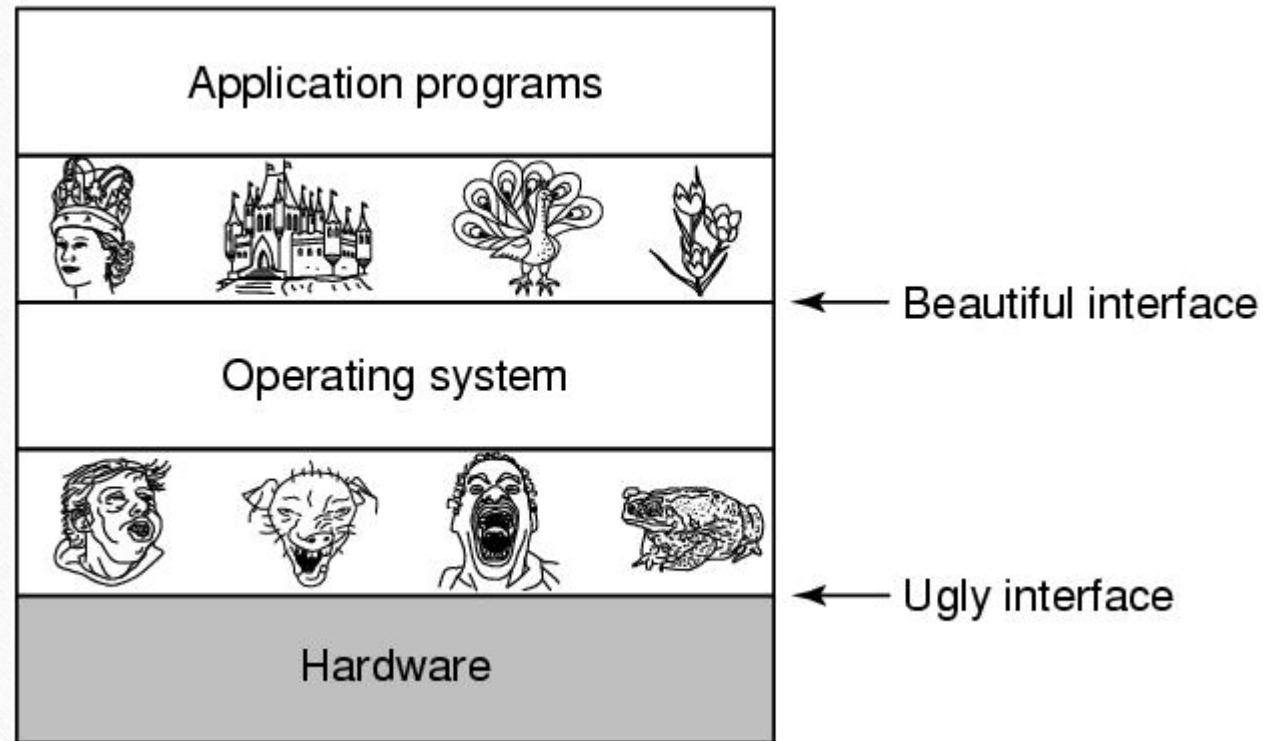 Application programs
Beautiful interface
Operating system
Ugly interface
Hardware